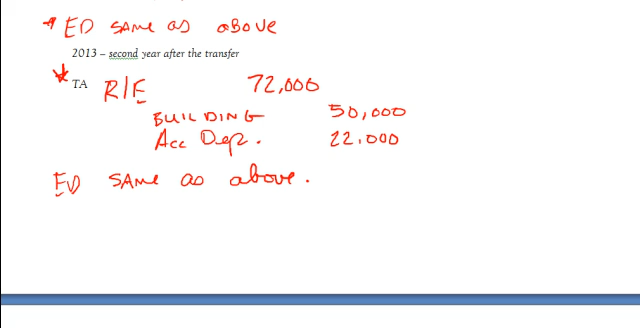 * ED SAME as above
2013 – second year after the transfer
* TA R/E 72,000
BUILDING 50,000
Acc Dep. 22,000
ED SAME as above.